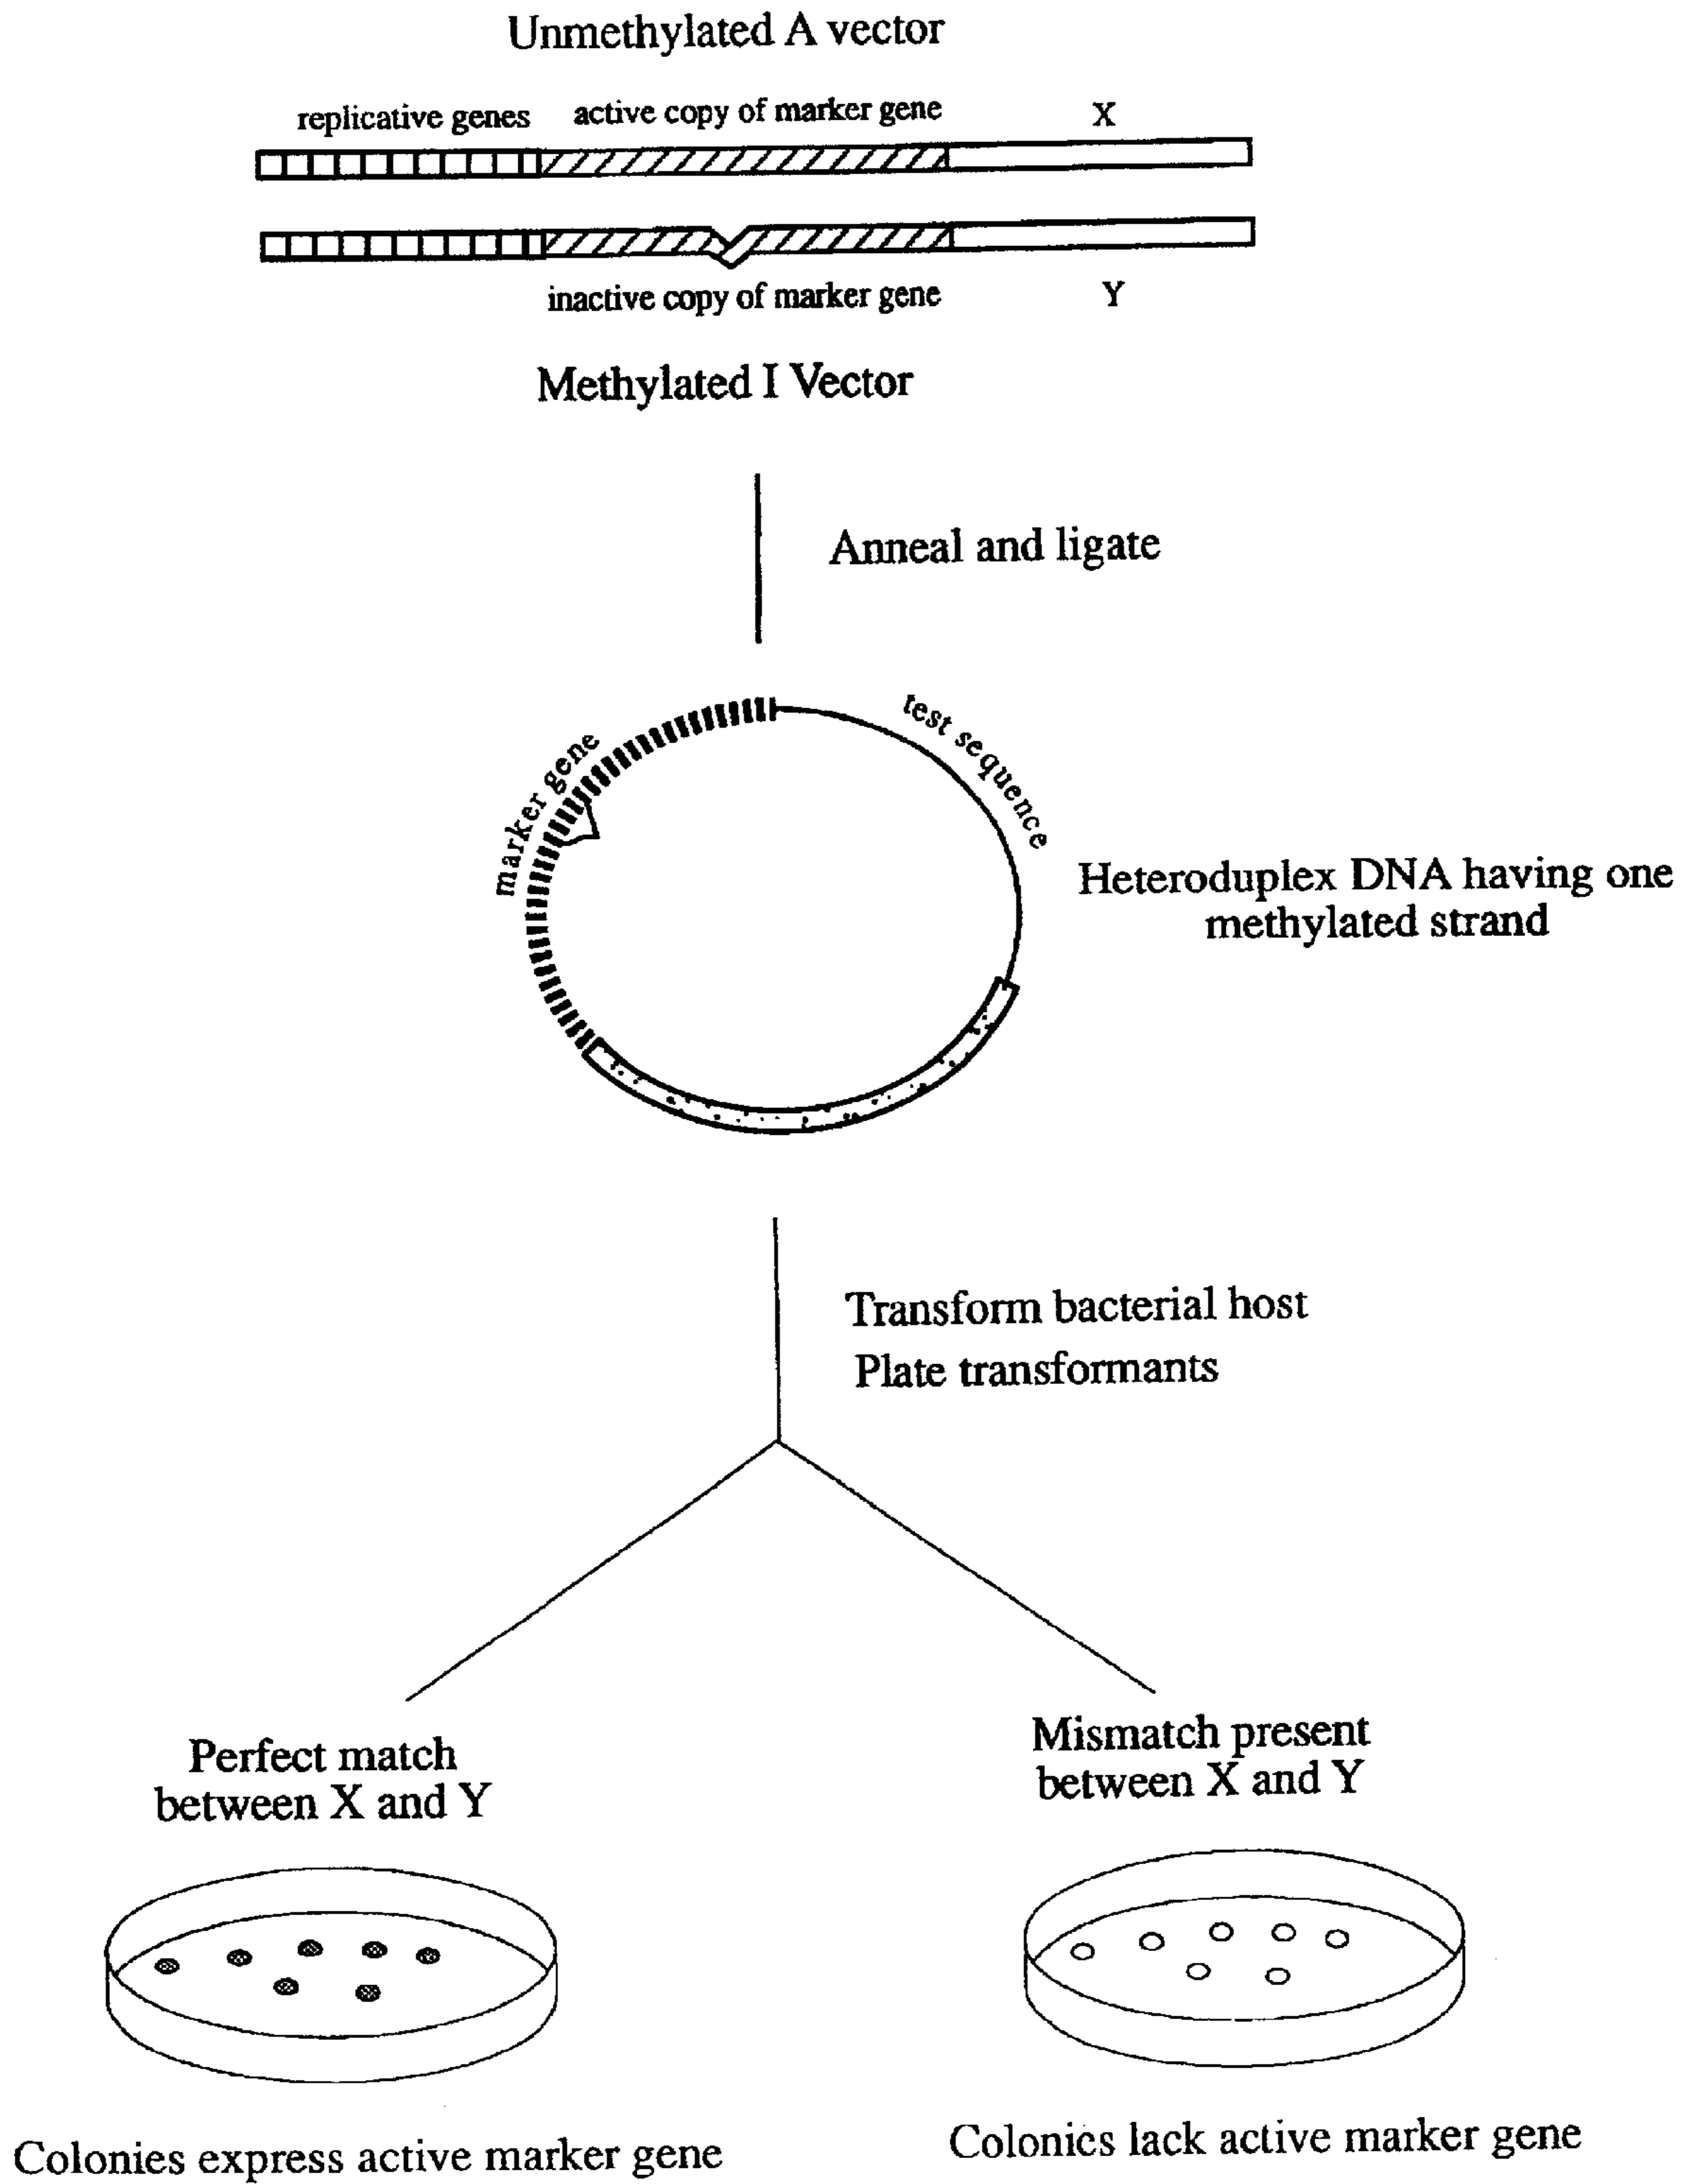 Unmethylated A vector
replicative genes
active copy of marker gene
X
inactive copy of marker gene
Y
Methylated I Vector
Anneal and ligate
marker gene
test sequence
Heteroduplex DNA having one
methylated strand
Transform bacterial host
Plate transformants
Perfect match
between X and Y
Mismatch present
between X and Y
Colonies express active marker gene
Colonics lack active marker gene